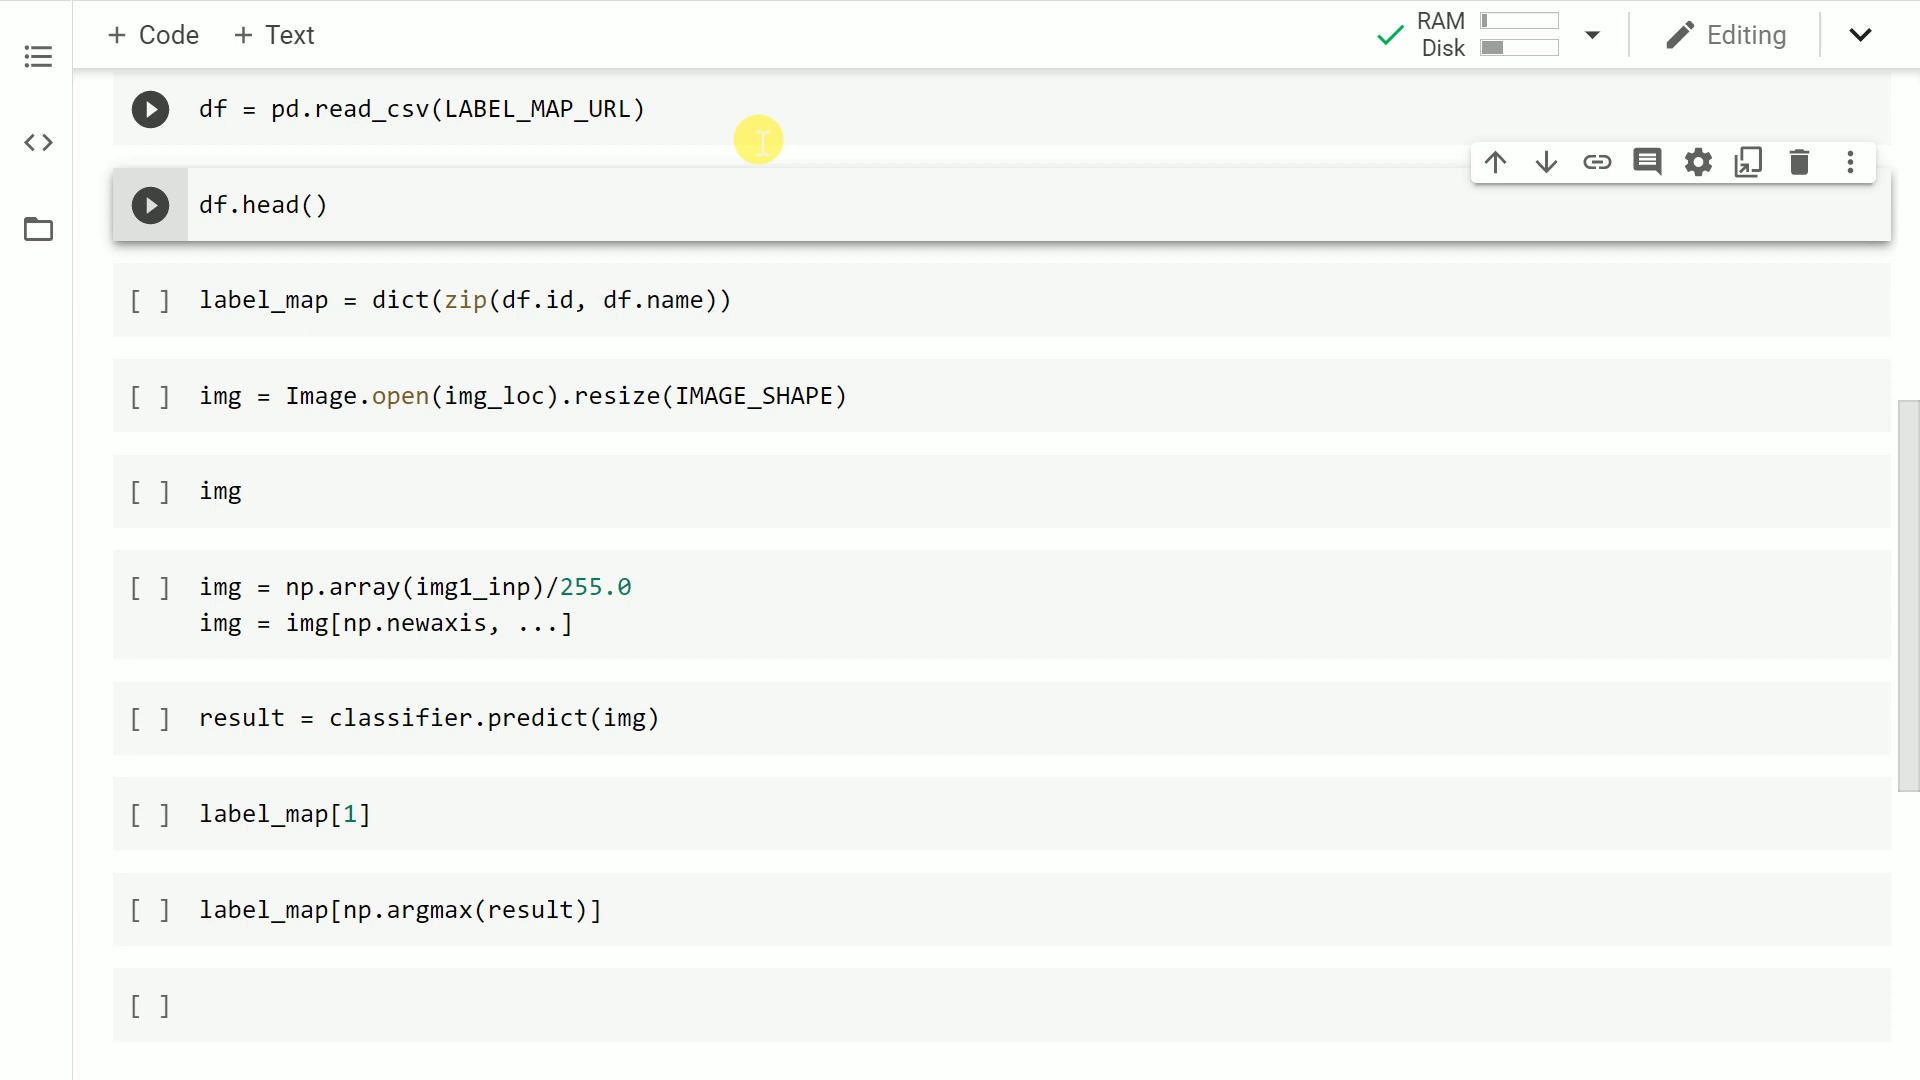 + Code + Text
RAM
Disk
Editing
df = pd.read_csv(LABEL_MAP_URL)
df.head()
[ ] label_map = dict(zip(df.id, df.name))
[ ] img = Image.open(img_loc).resize(IMAGE_SHAPE)
[ ] img
[ ] img = np.array(img1_inp)/255.0
img = img[np.newaxis, ...]
[ ] result = classifier.predict(img)
[ ] label_map[1]
[ ] label_map[np.argmax(result)]
[ ]